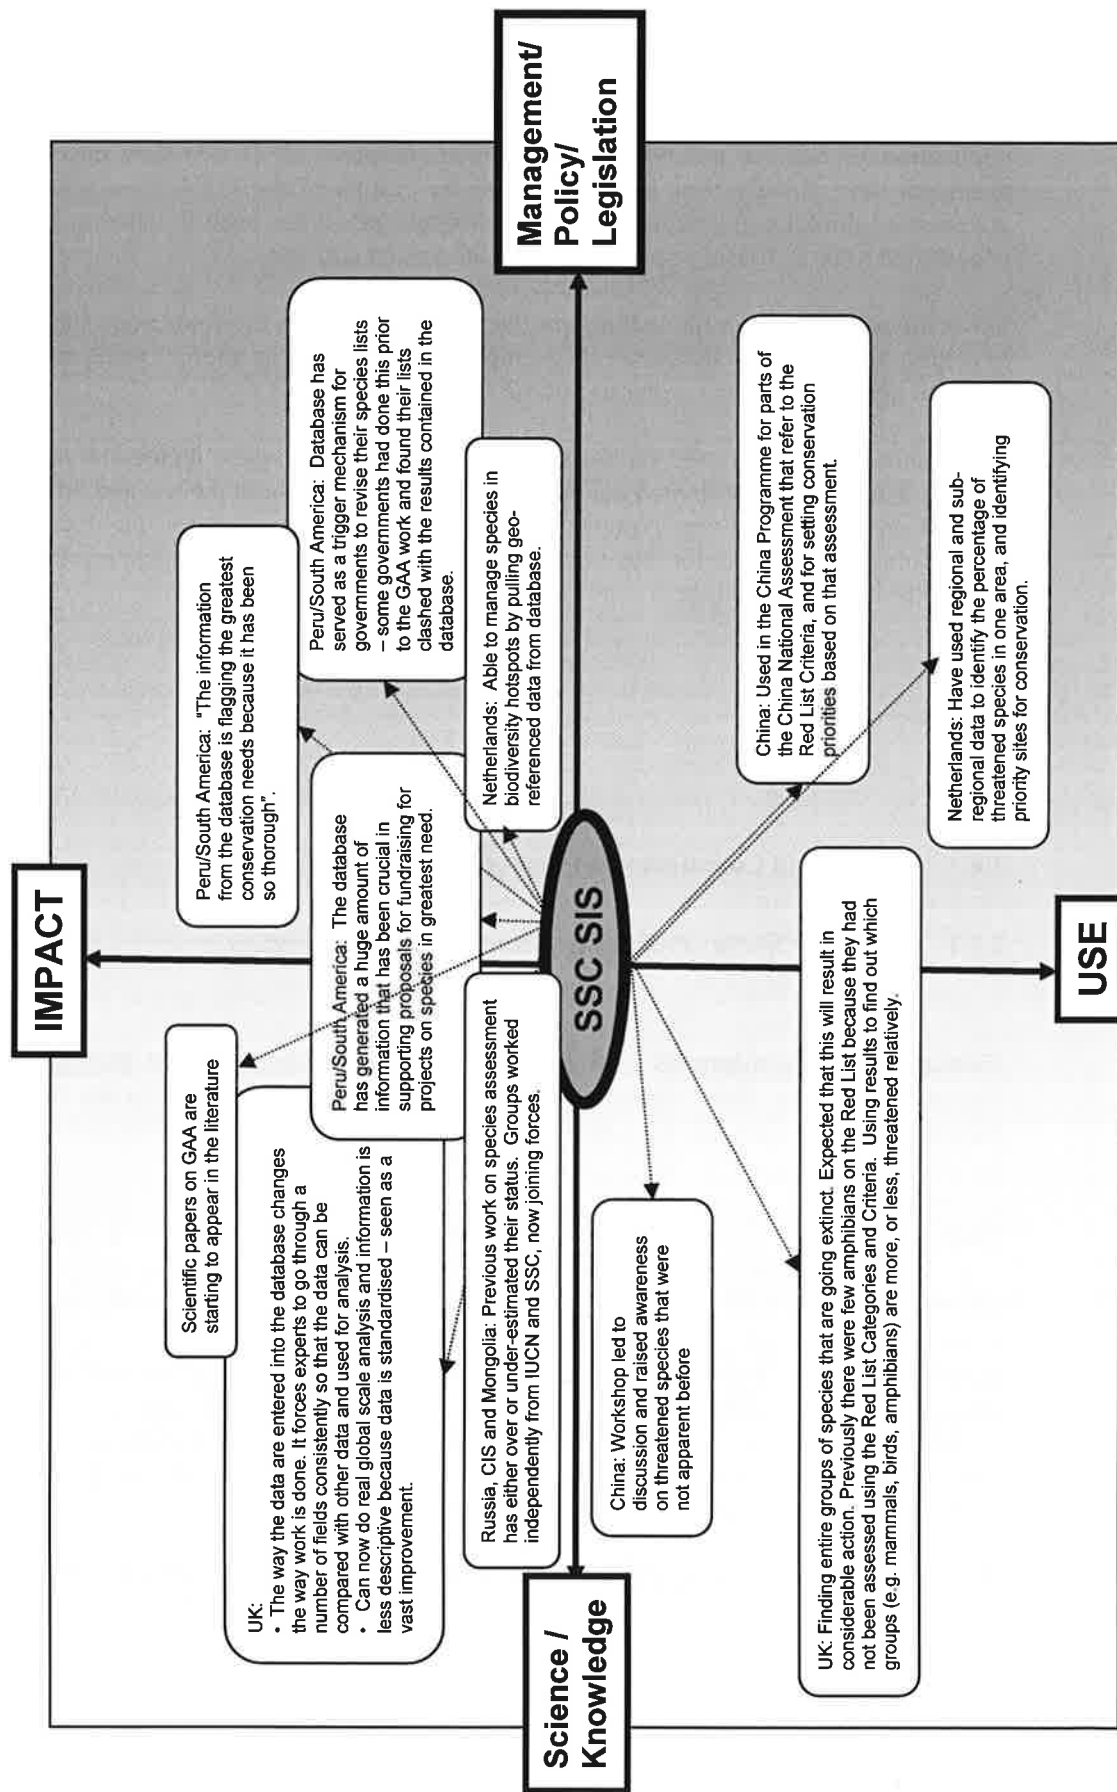 IMPACT
Scientific papers on GAA are
starting to appear in the literature
UK:
• The way the data are entered into the database changes
the way work is done. It forces experts to go through a
number of fields consistently so that the data can be
compared with other data and used for analysis.
• Can now do real global scale analysis and information is
less descriptive because data is standardised – seen as a
vast improvement.
Peru/South America: The database
has generated a huge amount of
information that has been crucial in
supporting proposals for fundraising for
projects on species in greatest need.
Peru/South America: “The information
from the database is flagging the greatest
conservation needs because it has been
so thorough”.
Peru/South America: Database has
served as a trigger mechanism for
governments to revise their species lists
– some governments had done this prior
to the GAA work and found their lists
clashed with the results contained in the
database.
Russia, CIS and Mongolia: Previous work on species assessment
has either over or under-estimated their status. Groups worked
independently from IUCN and SSC, now joining forces.
Netherlands: Able to manage species in
biodiversity hotspots by pulling geo-
referenced data from database.
Science /
Knowledge
SSC SIS
Management/
Policy/
Legislation
China: Workshop led to
discussion and raised awareness
on threatened species that were
not apparent before
China: Used in the China Programme for parts of
the China National Assessment that refer to the
Red List Criteria, and for setting conservation
priorities based on that assessment.
UK: Finding entire groups of species that are going extinct. Expected that this will result in
considerable action. Previously there were few amphibians on the Red List because they had
not been assessed using the Red List Categories and Criteria. Using results to find out which
groups (e.g. mammals, birds, amphibians) are more, or less, threatened relatively.
Netherlands: Have used regional and sub-
regional data to identify the percentage of
threatened species in one area, and identifying
priority sites for conservation.
USE